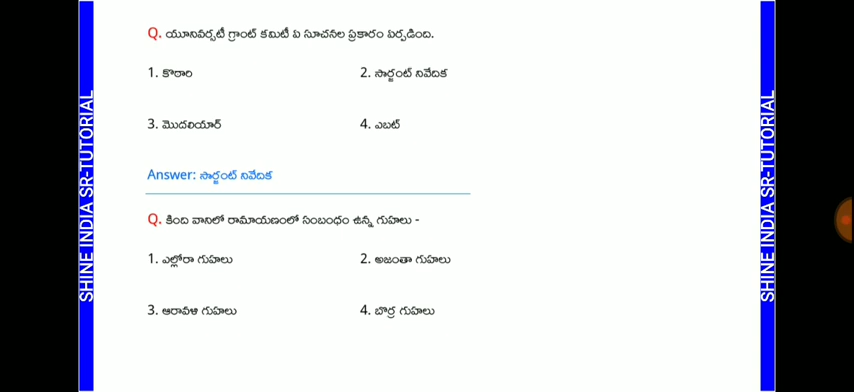 Q. యూనివర్సటీ గ్రాంట్ కమిటీ ఏ సూచనల ప్రకారం ఏర్పడింది.
1. కొఠారి
2. సార్జంట్ నివేదిక
3. మొదలియార్
4. ఎబట్
Answer: సార్జంట్ నివేదిక
Q. కింది వానిలో రామాయణంలో సంబంధం ఉన్న గుహలు -
1. ఎల్లోరా గుహలు
2. అజంతా గుహలు
3. ఆరావళి గుహలు
4. బొర్ర గుహలు
SHINE INDIA SR-TUTORIAL
SHINE INDIA SR-TUTORIAL